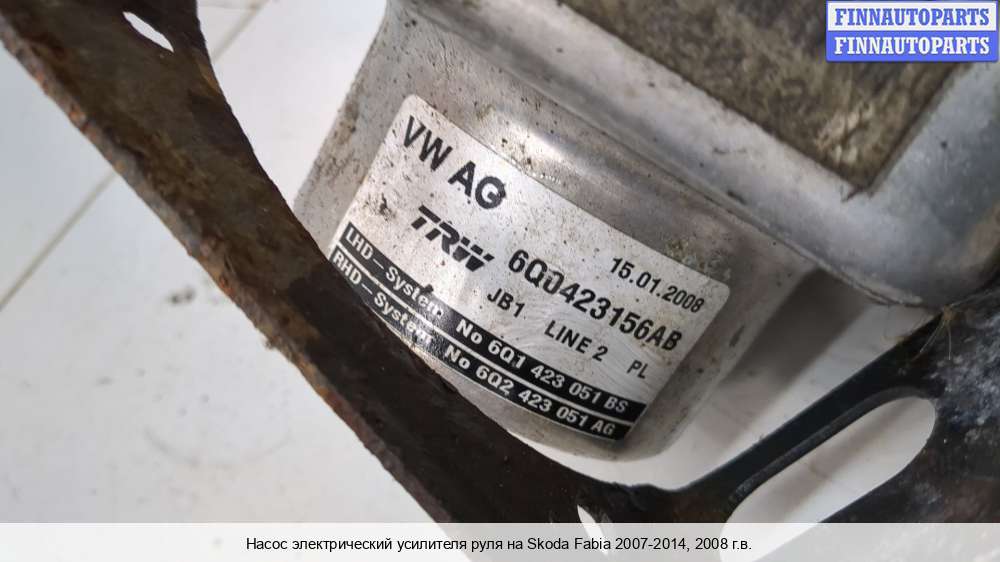 FINNAUTOPARTS
FINNAUTOPARTS
VW AG
15.01.2008
TRW 6Q0423156AB
JB1 LINE 2 PL
LHD-System No 6Q1 423 051 BS
RHD-System No 6Q2 423 051 AG
Насос электрический усилителя руля на Skoda Fabia 2007-2014, 2008 г.в.